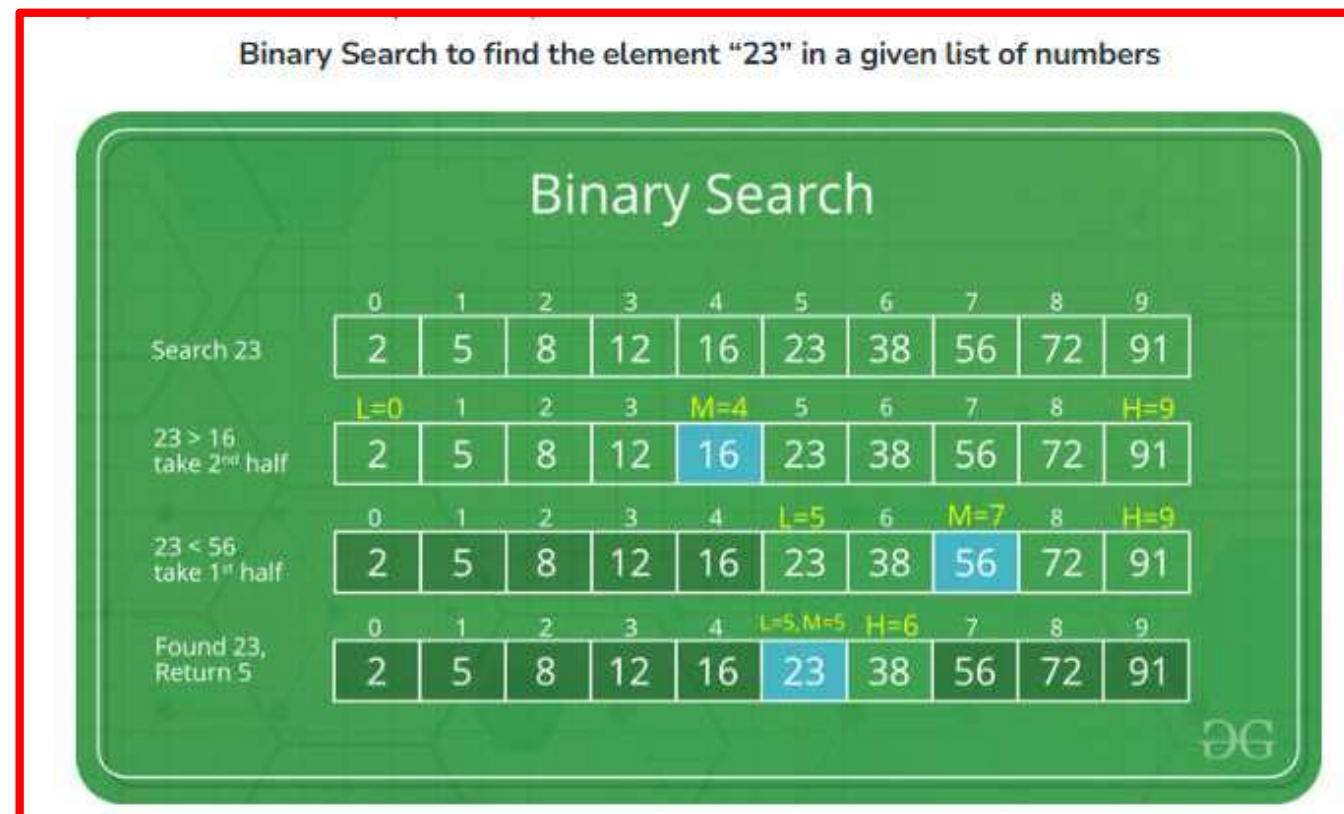 Binary Search to find the element “23” in a given list of numbers
Binary Search
0 1 2 3 4 5 6 7 8 9
Search 23 2 5 8 12 16 23 38 56 72 91
L=0 1 2 3 M=4 5 6 7 8 H=9
23 > 16
take 2nd half 2 5 8 12 16 23 38 56 72 91
0 1 2 3 4 L=5 6 M=7 8 H=9
23 < 56
take 1st half 2 5 8 12 16 23 38 56 72 91
0 1 2 3 4 L=5, M=5 H=6 7 8 9
Found 23,
Return 5 2 5 8 12 16 23 38 56 72 91